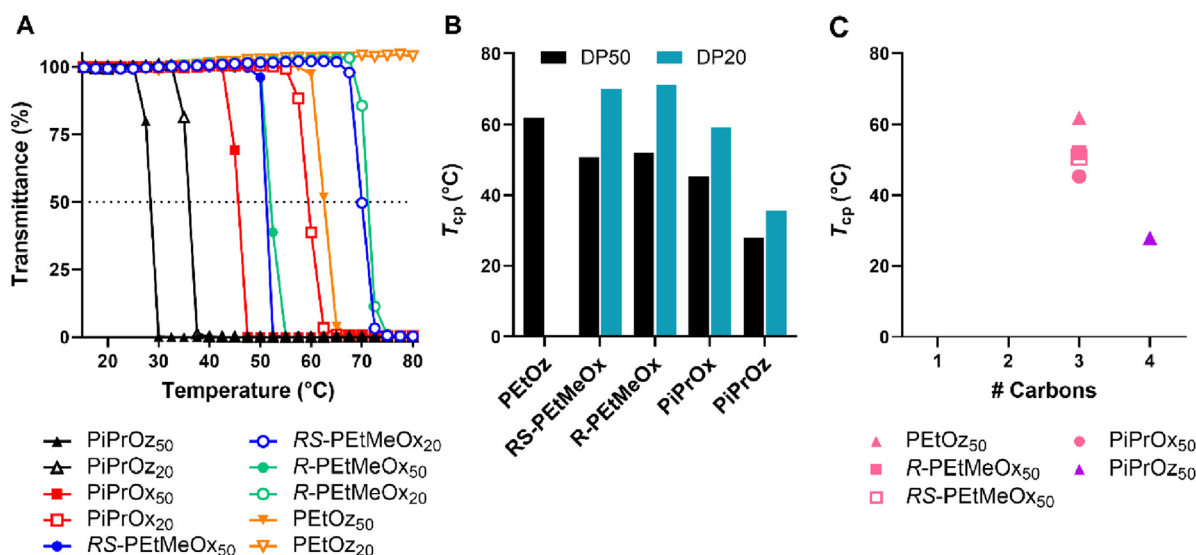 A
Transmittance (%)
100
75
50
25
0
20 30 40 50 60 70 80
Temperature (°C)
PiPrOz50
PiPrOz20
PiPrOx50
PiPrOx20
RS-PEtMeOx50
RS-PEtMeOx20
R-PEtMeOx50
R-PEtMeOx20
PEtOz50
PEtOz20
B
DP50 DP20
Tcp (°C)
80
60
40
20
0
PEtOz
RS-PEtMeOx
R-PEtMeOx
PiPrOx
PiPrOz
C
Tcp (°C)
80
60
40
20
0
1 2 3 4
# Carbons
PEtOz50
R-PEtMeOx50
RS-PEtMeOx50
PiPrOx50
PiPrOz50